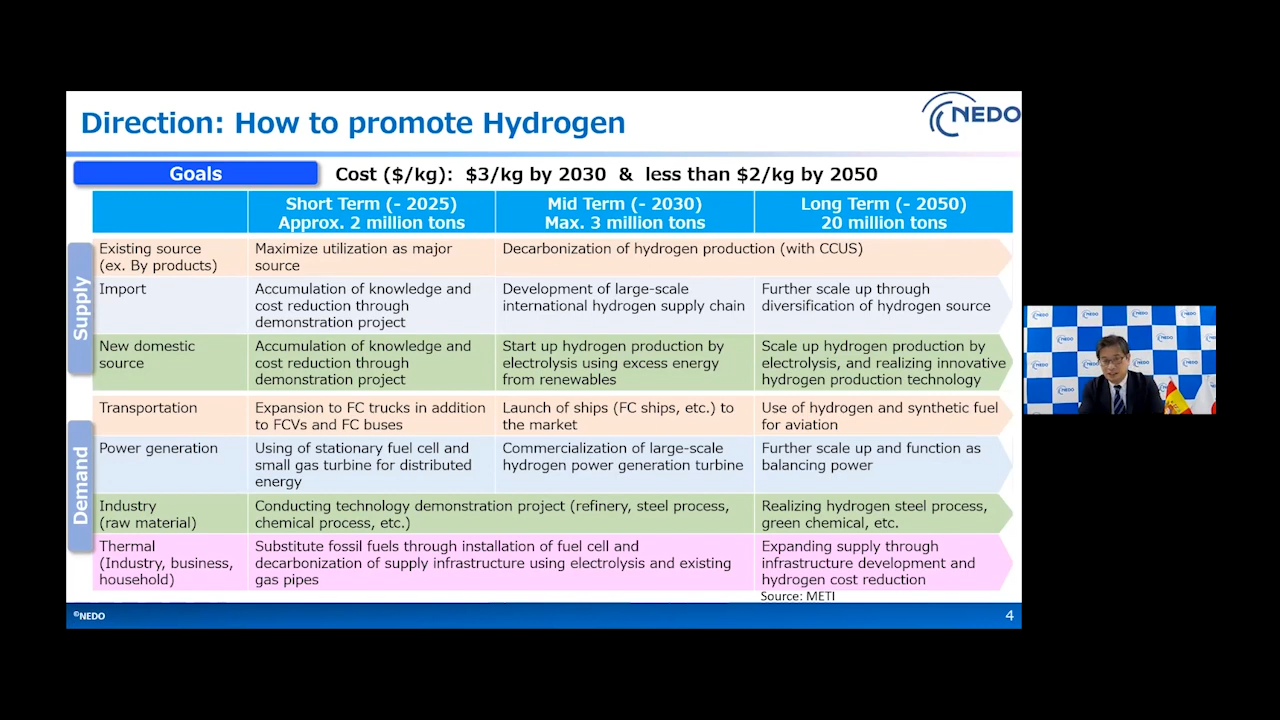 Direction: How to promote Hydrogen
NEDO
Goals
Cost ($/kg): $3/kg by 2030 & less than $2/kg by 2050
Short Term (- 2025)
Approx. 2 million tons
Mid Term (- 2030)
Max. 3 million tons
Long Term (- 2050)
20 million tons
Supply
Existing source
(ex. By products)
Maximize utilization as major
source
Decarbonization of hydrogen production (with CCUS)
Import
Accumulation of knowledge and
cost reduction through
demonstration project
Development of large-scale
international hydrogen supply chain
Further scale up through
diversification of hydrogen source
New domestic
source
Accumulation of knowledge and
cost reduction through
demonstration project
Start up hydrogen production by
electrolysis using excess energy
from renewables
Scale up hydrogen production by
electrolysis, and realizing innovative
hydrogen production technology
Demand
Transportation
Expansion to FC trucks in addition
to FCVs and FC buses
Launch of ships (FC ships, etc.) to
the market
Use of hydrogen and synthetic fuel
for aviation
Power generation
Using of stationary fuel cell and
small gas turbine for distributed
energy
Commercialization of large-scale
hydrogen power generation turbine
Further scale up and function as
balancing power
Industry
(raw material)
Conducting technology demonstration project (refinery, steel process,
chemical process, etc.)
Realizing hydrogen steel process,
green chemical, etc.
Thermal
(Industry, business,
household)
Substitute fossil fuels through installation of fuel cell and
decarbonization of supply infrastructure using electrolysis and existing
gas pipes
Expanding supply through
infrastructure development and
hydrogen cost reduction
Source: METI
©NEDO
4